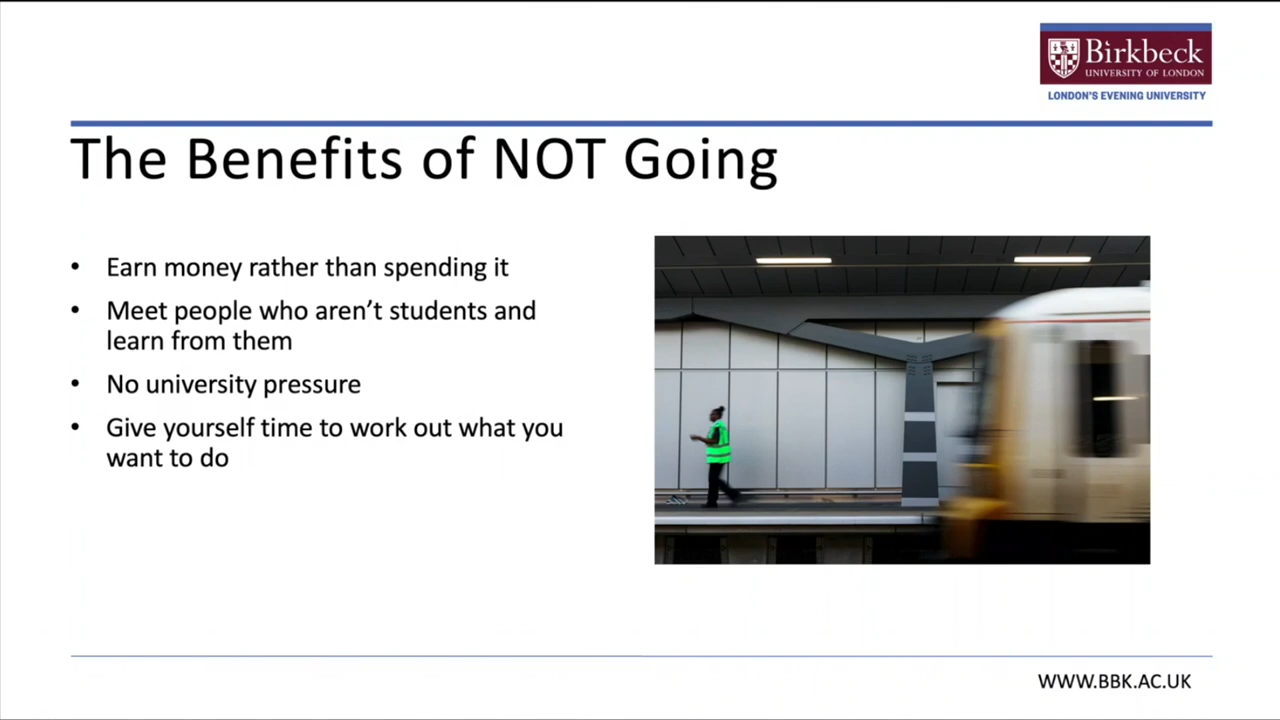 Birkbeck
UNIVERSITY OF LONDON
LONDON'S EVENING UNIVERSITY
The Benefits of NOT Going
• Earn money rather than spending it
• Meet people who aren’t students and
learn from them
• No university pressure
• Give yourself time to work out what you
want to do
WWW.BBK.AC.UK